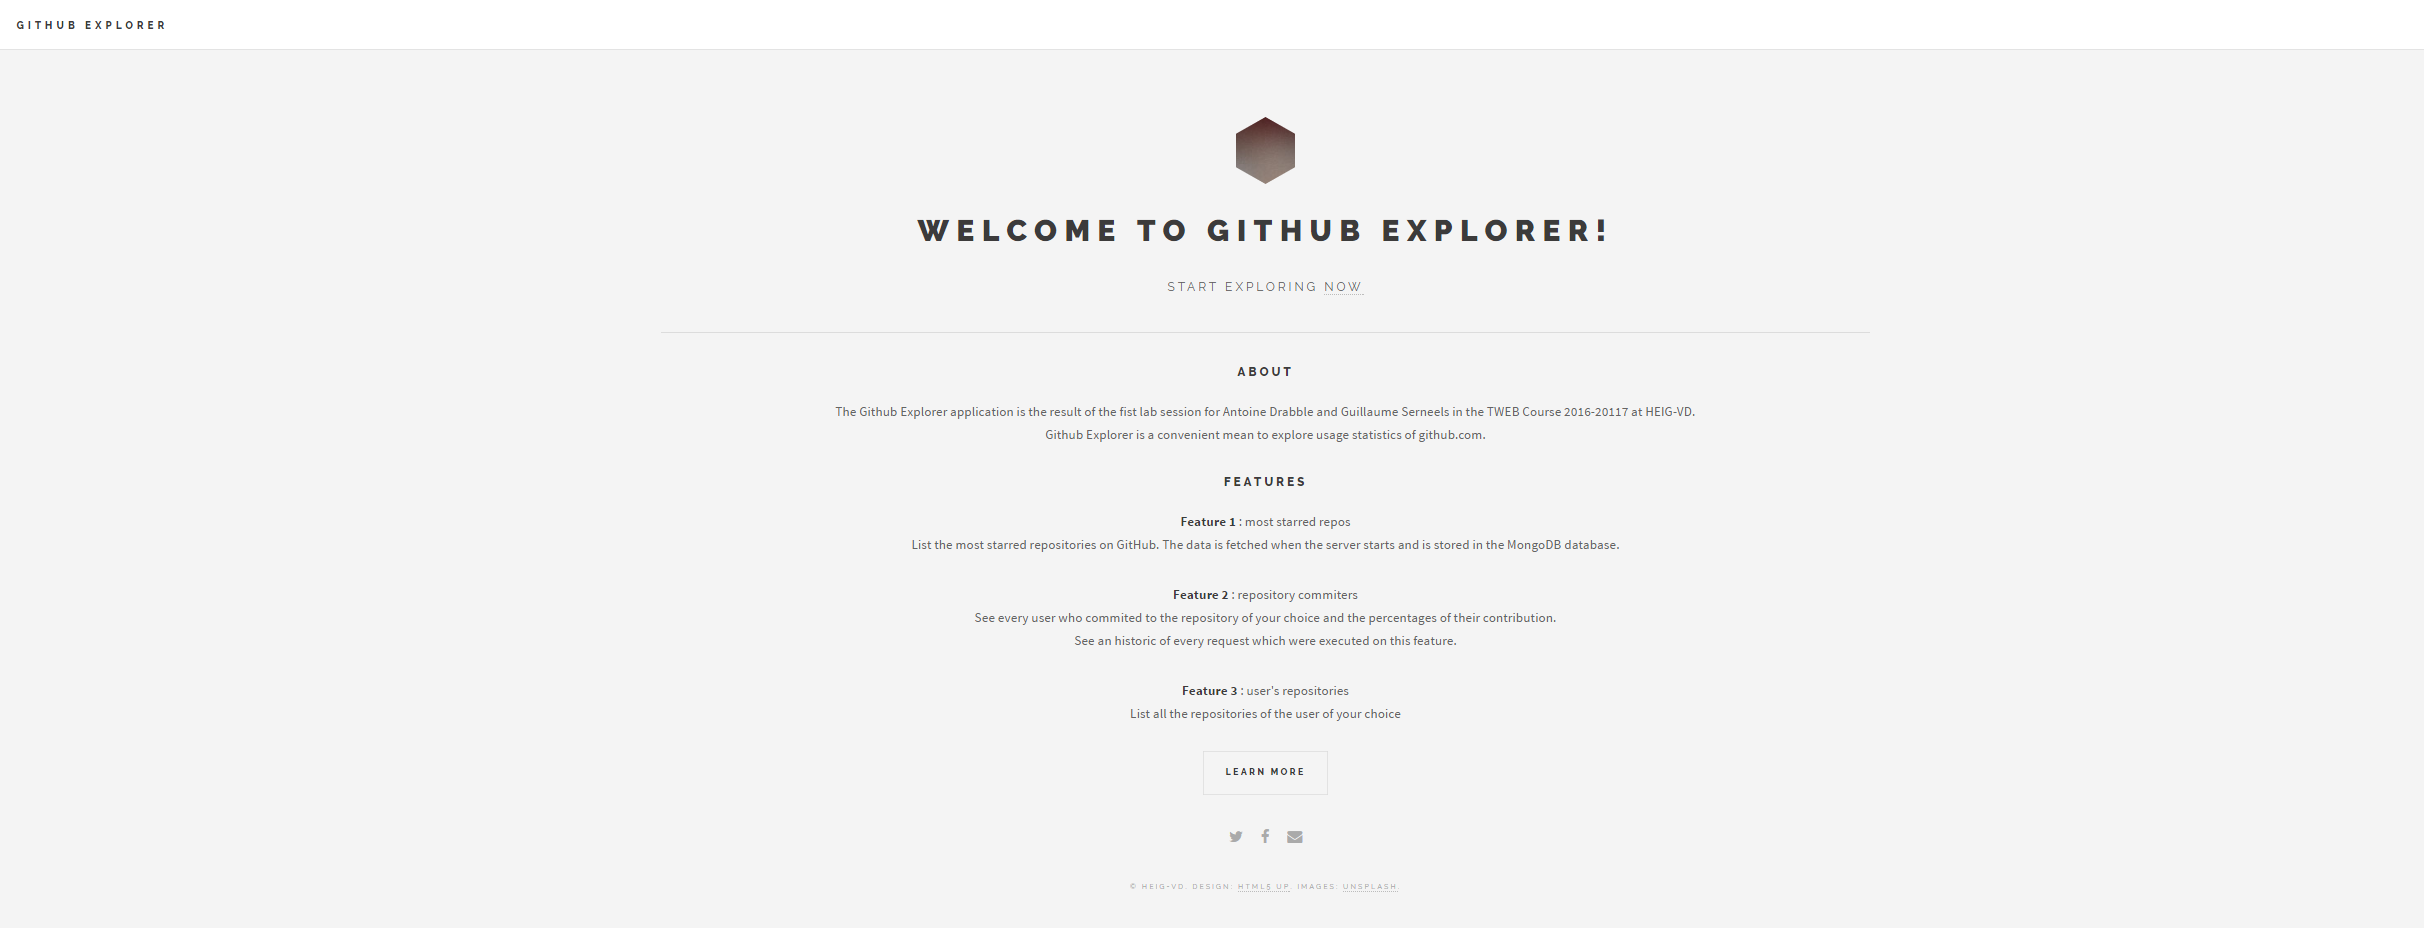 GITHUB EXPLORER
WELCOME TO GITHUB EXPLORER!
START EXPLORING NOW
ABOUT
The Github Explorer application is the result of the fist lab session for Antoine Drabble and Guillaume Serneels in the TWEB Course 2016-20117 at HEIG-VD.
Github Explorer is a convenient mean to explore usage statistics of github.com.
FEATURES
Feature 1 : most starred repos
List the most starred repositories on GitHub. The data is fetched when the server starts and is stored in the MongoDB database.
Feature 2 : repository commiters
See every user who commited to the repository of your choice and the percentages of their contribution.
See an historic of every request which were executed on this feature.
Feature 3 : user's repositories
List all the repositories of the user of your choice
LEARN MORE
© HEIG-VD. DESIGN: HTML5 UP. IMAGES: UNSPLASH.